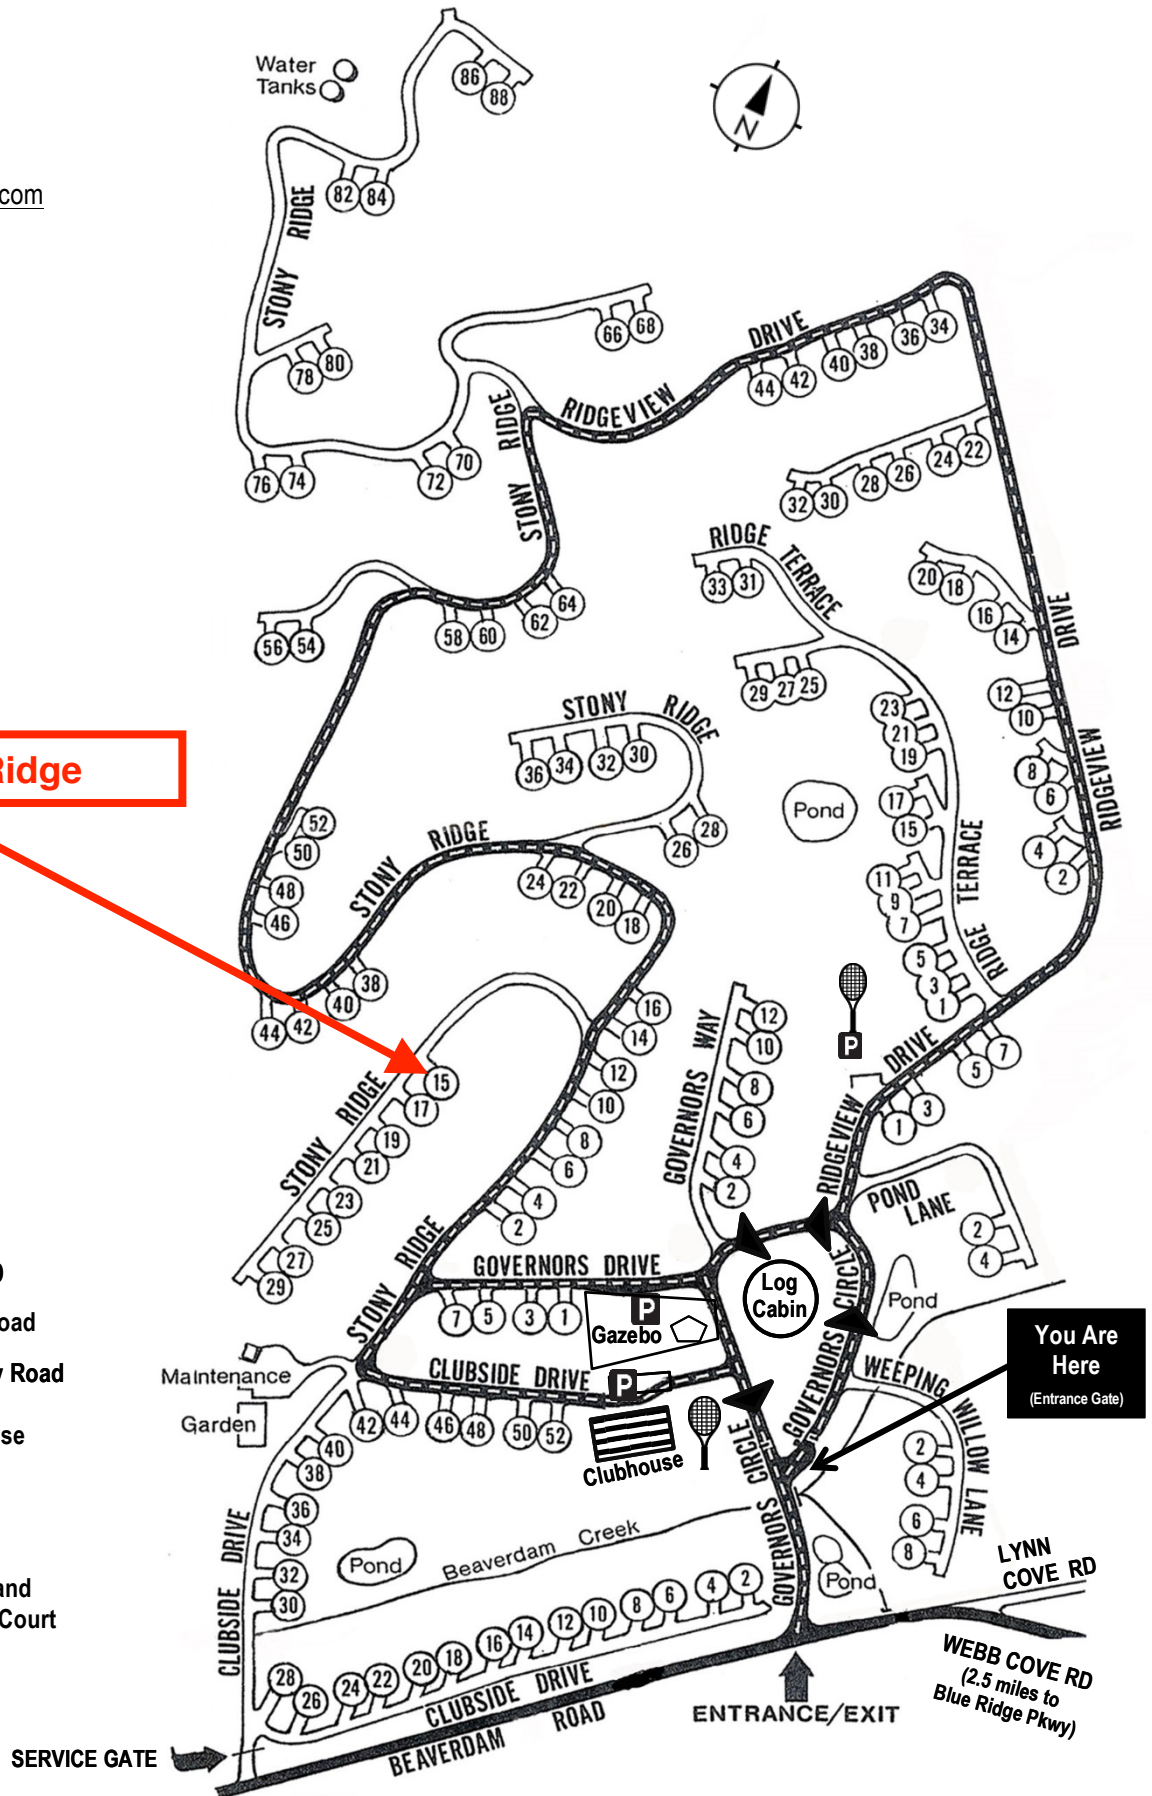 Water
Tanks
86
88
N
com
82
84
STONY RIDGE
66
68
78
80
DRIVE
44
42
40
38
36
34
RIDGEVIEW
STONY RIDGE
76
74
72
70
32
30
28
26
24
22
RIDGE TERRACE
33
31
20
18
16
14
DRIVE
56
54
58
60
62
64
29
27
25
12
10
8
6
4
2
RIDGEVIEW
STONY RIDGE
36
34
32
30
28
26
23
21
19
17
15
11
9
7
5
3
1
Pond
RIDGE TERRACE
Ridge
52
50
48
46
STONY RIDGE
24
22
20
18
44
42
40
38
16
14
12
10
8
6
4
2
15
17
19
21
23
25
27
29
STONY RIDGE
GOVERNORS WAY
12
10
8
6
4
2
P
RIDGEVIEW DRIVE
7
5
3
1
POND
LANE
2
4
STONY RIDGE
GOVERNORS DRIVE
7
5
3
1
P
Gazebo
Log
Cabin
GOVERNORS CIRCLE
Pond
You Are
Here
(Entrance Gate)
oad
Road
se
and
Court
Maintenance
Garden
CLUBSIDE DRIVE
P
42
44
46
48
50
52
Clubhouse
GOVERNORS CIRCLE
WEEPING WILLOW LANE
2
4
6
8
40
38
36
34
32
30
28
26
CLUBSIDE DRIVE
Pond
Beaverdam Creek
24
22
20
18
16
14
12
10
8
6
4
2
Pond
LYNN
COVE RD
CLUBSIDE DRIVE
BEAVERDAM ROAD
ENTRANCE/EXIT
WEBB COVE RD
(2.5 miles to
Blue Ridge Pkwy)
SERVICE GATE